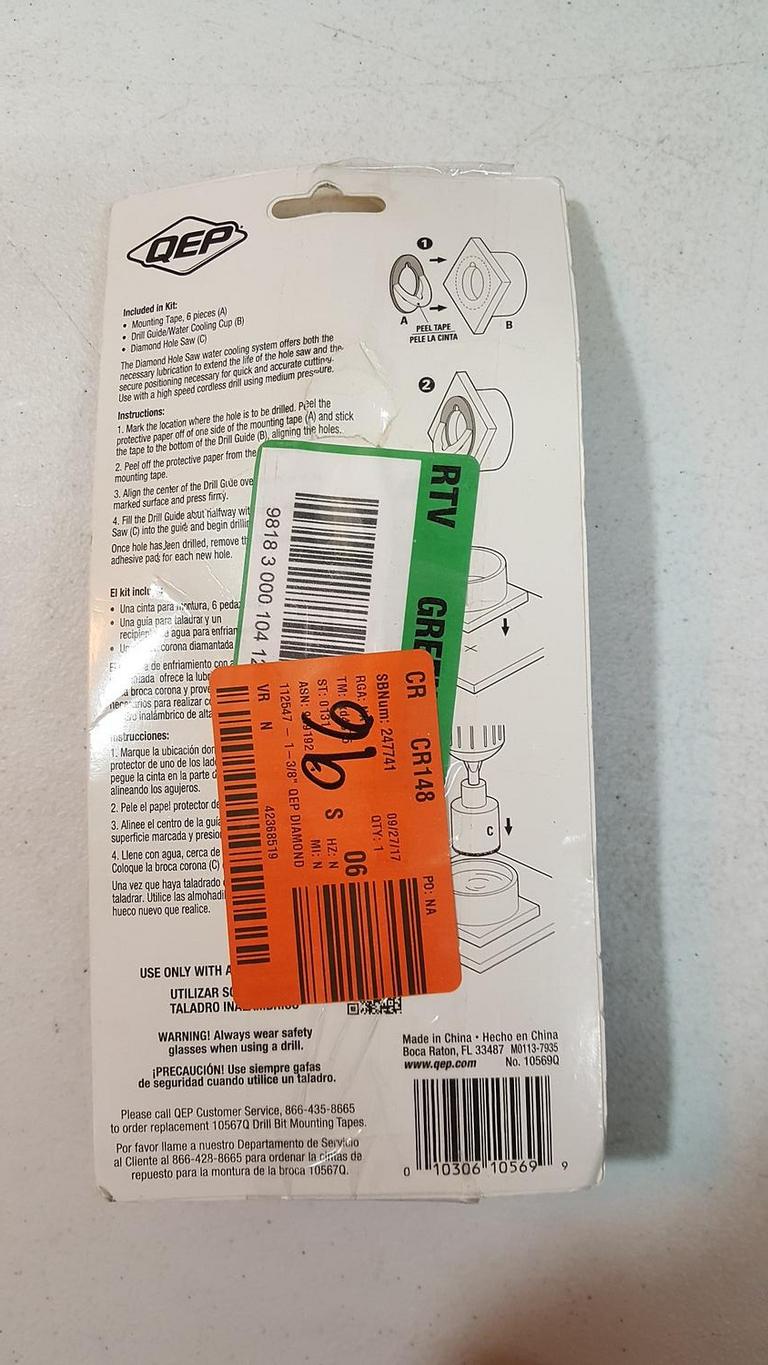 QEP
Included in Kit:
• Mounting Tape, 6 pieces (A)
• Drill Guide/Water Cooling Cup (B)
• Diamond Hole Saw (C)
The Diamond Hole Saw water cooling system offers both the
necessary lubrication to extend the life of the hole saw and the
secure positioning necessary for quick and accurate cutting.
Use with a high speed cordless drill using medium pressure.
Instructions:
1. Mark the location where the hole is to be drilled. Peel the
protective paper off of one side of the mounting tape (A) and stick
the tape to the bottom of the Drill Guide (B), aligning the holes.
2. Peel off the protective paper from the
mounting tape.
3. Align the center of the Drill Guide
marked surface and press firmly.
4. Fill the Drill Guide about halfway
Saw (C) into the guide and begin
Once hole has been drilled, remove
adhesive pads for each new hole.
El kit
• Una cinta para montura, 6
• Una guía para taladrar y un
agua para enfriar
corona diamantada
de enfriamiento con
ofrece la
broca corona y
para realizar
inalámbrico de
Instrucciones:
1. Marque la ubicación
protector de uno de los
pegue la cinta en la parte
alineando los agujeros.
2. Pele el papel protector
3. Alinee el centro de la guía
superficie marcada y
4. Llene con agua, cerca de
Coloque la broca corona (C)
Una vez que haya taladrado
taladrar. Utilice las
hueco nuevo que realice.
USE ONLY WITH A
UTILIZAR
TALADRO
WARNING! Always wear safety
glasses when using a drill.
¡PRECAUCIÓN! Use siempre gafas
de seguridad cuando utilice un taladro.
Please call QEP Customer Service, 866-435-8665
to order replacement 10567Q Drill Bit Mounting Tapes.
Por favor llame a nuestro Departamento de Servicio
al Cliente al 866-428-8665 para ordenar la cintas de
repuesto para la montura de la broca 10567Q.
1
A
PEEL TAPE
PELE LA CINTA
B
2
C
RTV
9818 3 000 104
CR CR148
SBNum: 247741 09/27/17 PO: NA
QTY: 1
06
HZ: N
S MI: N
112547 - 1-3/8" QEP DIAMOND
VR N 42368519
96
Made in China • Hecho en China
Boca Raton, FL 33487 M0113-7935
www.qep.com No. 10569Q
0 10306 10569 9